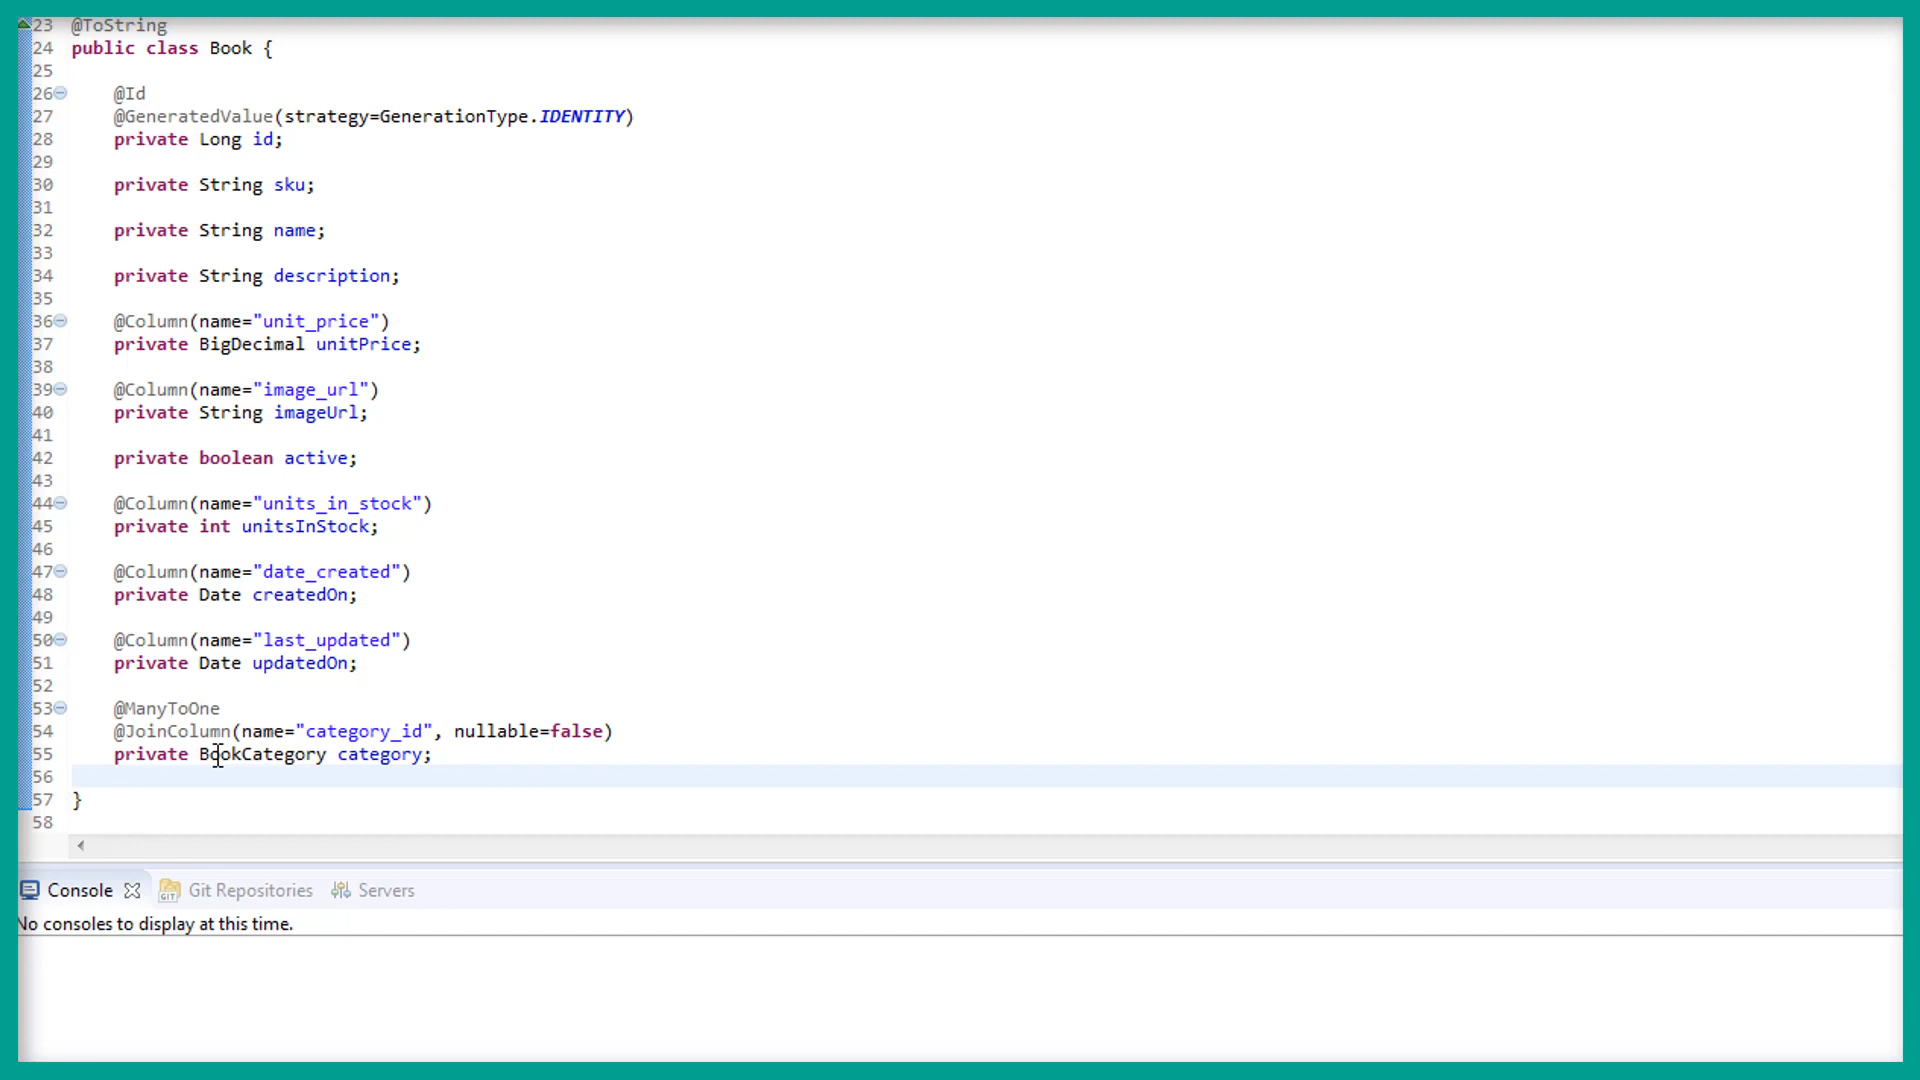 23 @ToString
24 public class Book {
25
26 @Id
27 @GeneratedValue(strategy=GenerationType.IDENTITY)
28 private Long id;
29
30 private String sku;
31
32 private String name;
33
34 private String description;
35
36 @Column(name="unit_price")
37 private BigDecimal unitPrice;
38
39 @Column(name="image_url")
40 private String imageUrl;
41
42 private boolean active;
43
44 @Column(name="units_in_stock")
45 private int unitsInStock;
46
47 @Column(name="date_created")
48 private Date createdOn;
49
50 @Column(name="last_updated")
51 private Date updatedOn;
52
53 @ManyToOne
54 @JoinColumn(name="category_id", nullable=false)
55 private BookCategory category;
56
57 }
58
Console Git Repositories Servers
No consoles to display at this time.